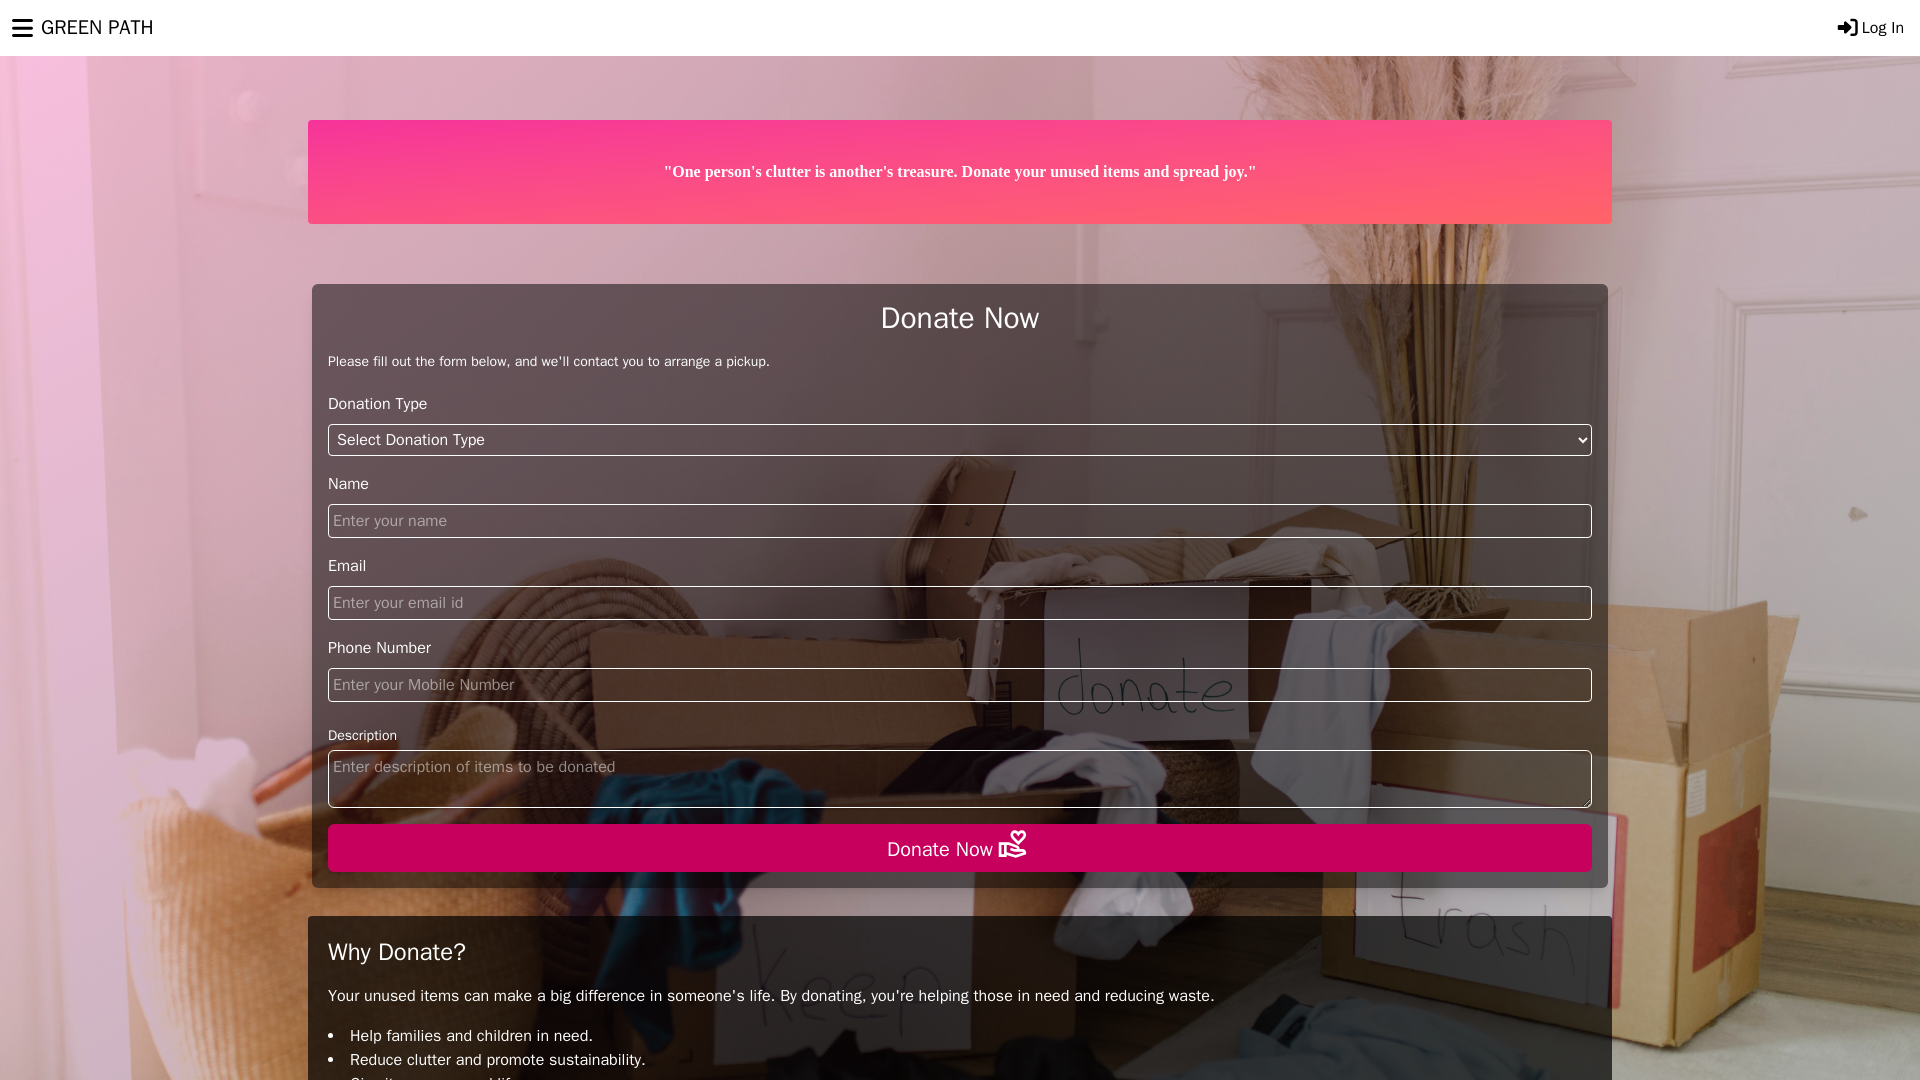 GREEN PATH
Log In
"One person's clutter is another's treasure. Donate your unused items and spread joy."
Donate Now
Please fill out the form below, and we'll contact you to arrange a pickup.
Donation Type
Select Donation Type
Name
Enter your name
Email
Enter your email id
Phone Number
Enter your Mobile Number
donate
Description
Enter description of items to be donated
Donate Now
trash
Keep
Why Donate?
Your unused items can make a big difference in someone's life. By donating, you're helping those in need and reducing waste.
• Help families and children in need.
• Reduce clutter and promote sustainability.